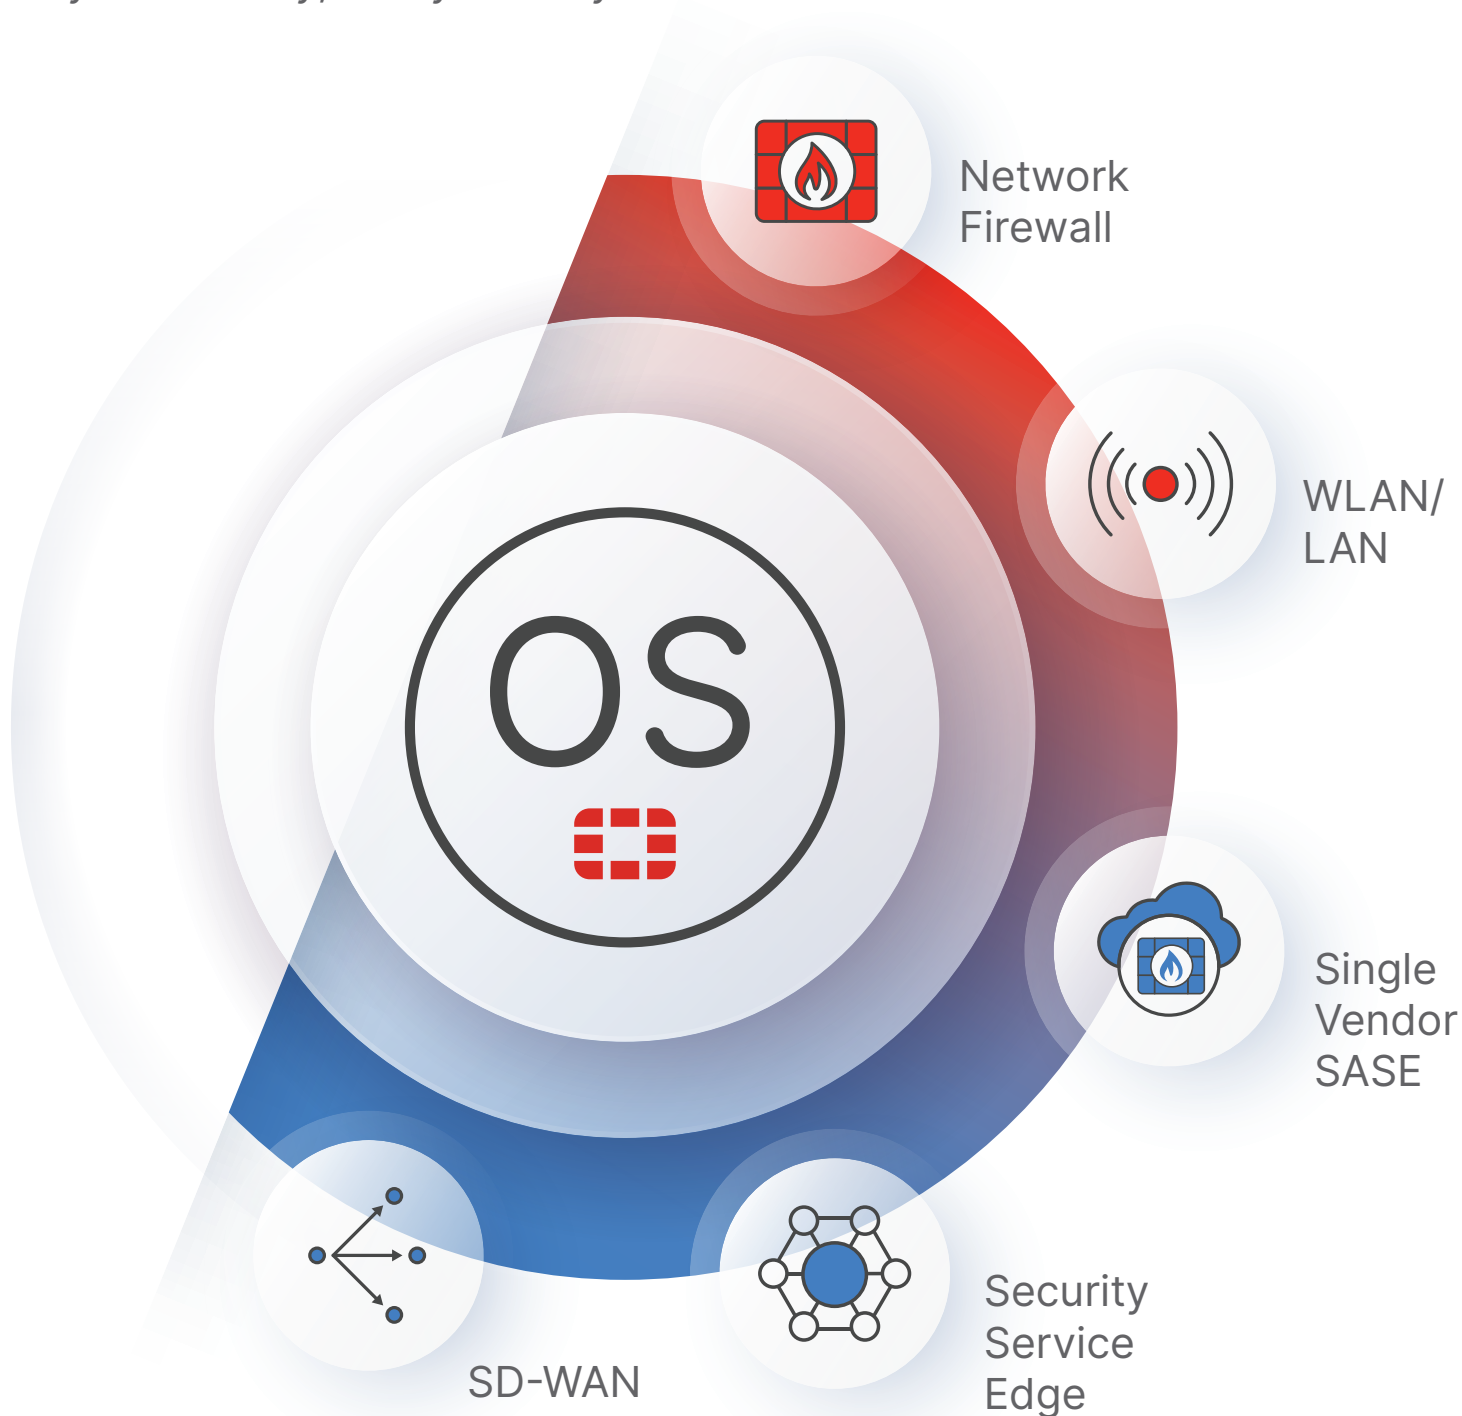 Network
Firewall
WLAN/
LAN
OS
Single
Vendor
SASE
Security
Service
Edge
SD-WAN